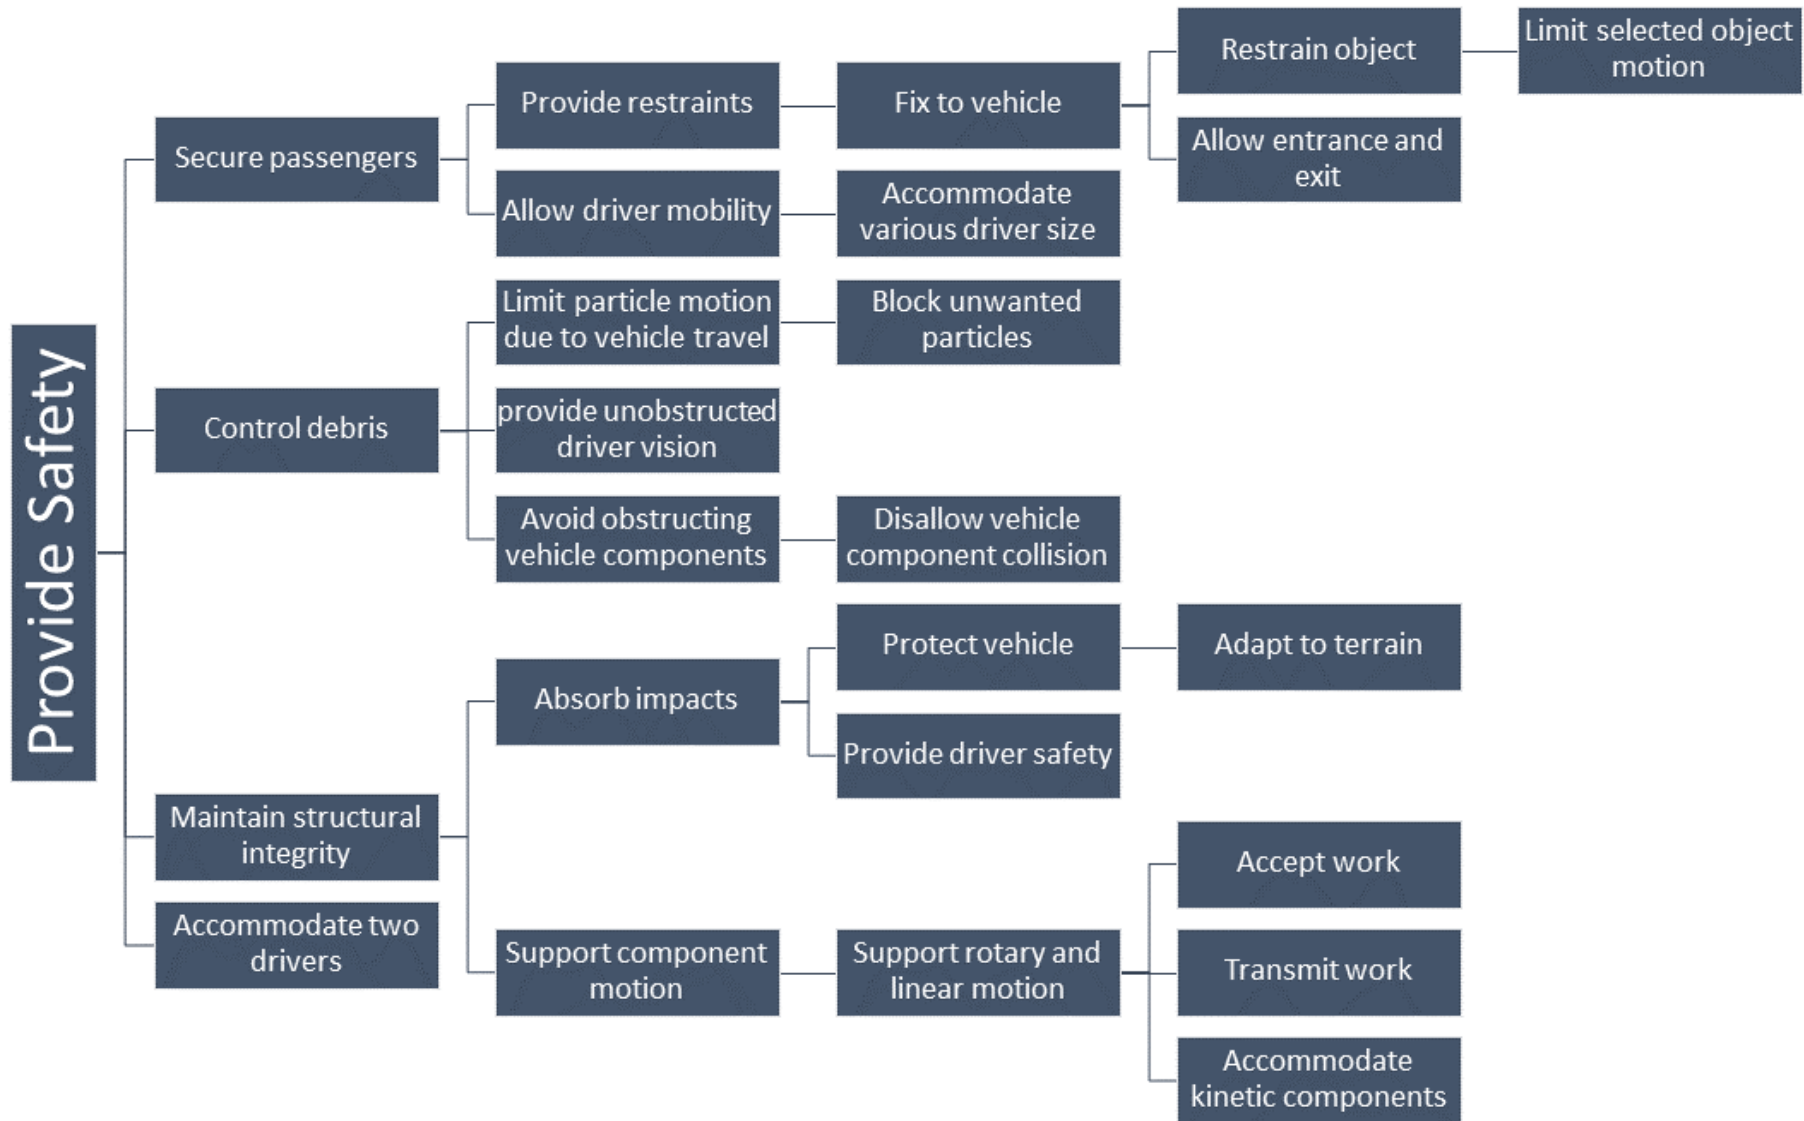 Provide Safety
Secure passengers
Provide restraints
Fix to vehicle
Restrain object
Limit selected object
motion
Allow entrance and
exit
Allow driver mobility
Accommodate
various driver size
Control debris
Limit particle motion
due to vehicle travel
Block unwanted
particles
provide unobstructed
driver vision
Avoid obstructing
vehicle components
Disallow vehicle
component collision
Maintain structural
integrity
Absorb impacts
Protect vehicle
Adapt to terrain
Provide driver safety
Support component
motion
Support rotary and
linear motion
Accept work
Transmit work
Accommodate
kinetic components
Accommodate two
drivers